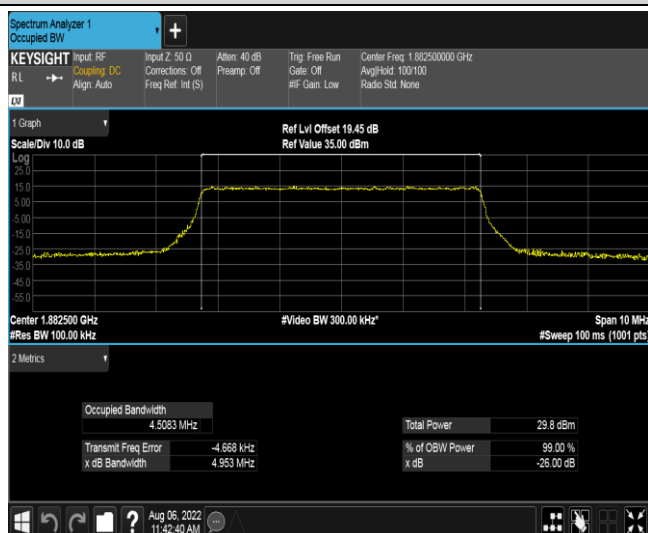 Spectrum Analyzer 1
Occupied BW
KEYSIGHT
R L
LXI
Input: RF
Coupling: DC
Align: Auto
Input Z: 50 Ω
Corrections: Off
Freq Ref: Int (S)
Atten: 40 dB
Preamp: Off
Trig: Free Run
Gate: Off
#IF Gain: Low
Center Freq: 1.882500000 GHz
Avg|Hold: 100/100
Radio Std: None
1 Graph
Scale/Div 10.0 dB
Ref Lvl Offset 19.45 dB
Ref Value 35.00 dBm
Log
25.0
15.0
5.00
-5.00
-15.0
-25.0
-35.0
-45.0
-55.0
Center 1.882500 GHz
#Res BW 100.00 kHz
#Video BW 300.00 kHz*
Span 10 MHz
#Sweep 100 ms (1001 pts)
2 Metrics
Occupied Bandwidth
4.5083 MHz
Transmit Freq Error -4.668 kHz
x dB Bandwidth 4.953 MHz
Total Power 29.8 dBm
% of OBW Power 99.00 %
x dB -26.00 dB
?
Aug 06, 2022
11:42:40 AM